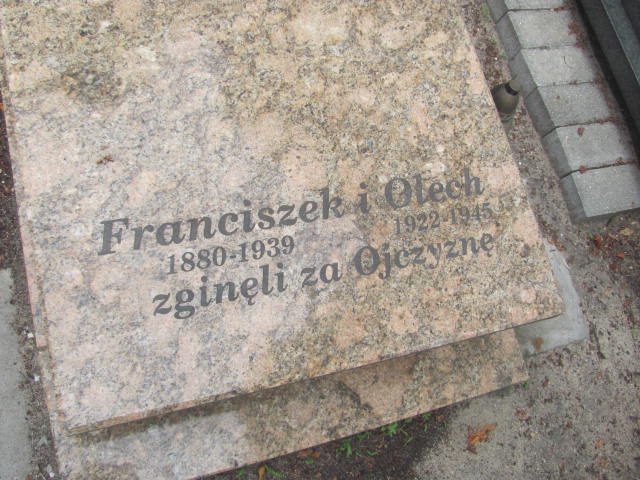 Franciszek i Olech
1880-1939 1922-1945
zginęli za Ojczyznę